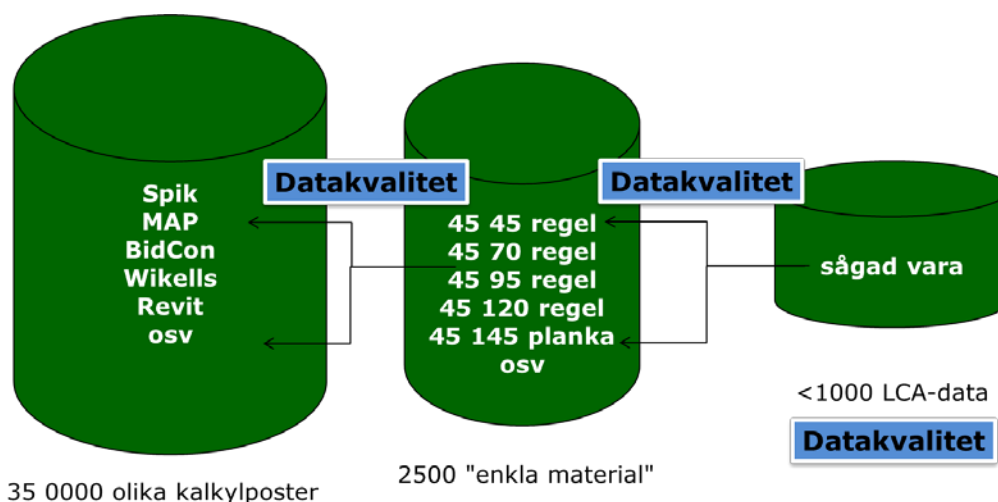 Spik
MAP
BidCon
Wikells
Revit
osv
35 0000 olika kalkylposter
Datakvalitet
45 45 regel
45 70 regel
45 95 regel
45 120 regel
45 145 planka
osv
2500 "enkla material"
Datakvalitet
sågad vara
<1000 LCA-data
Datakvalitet